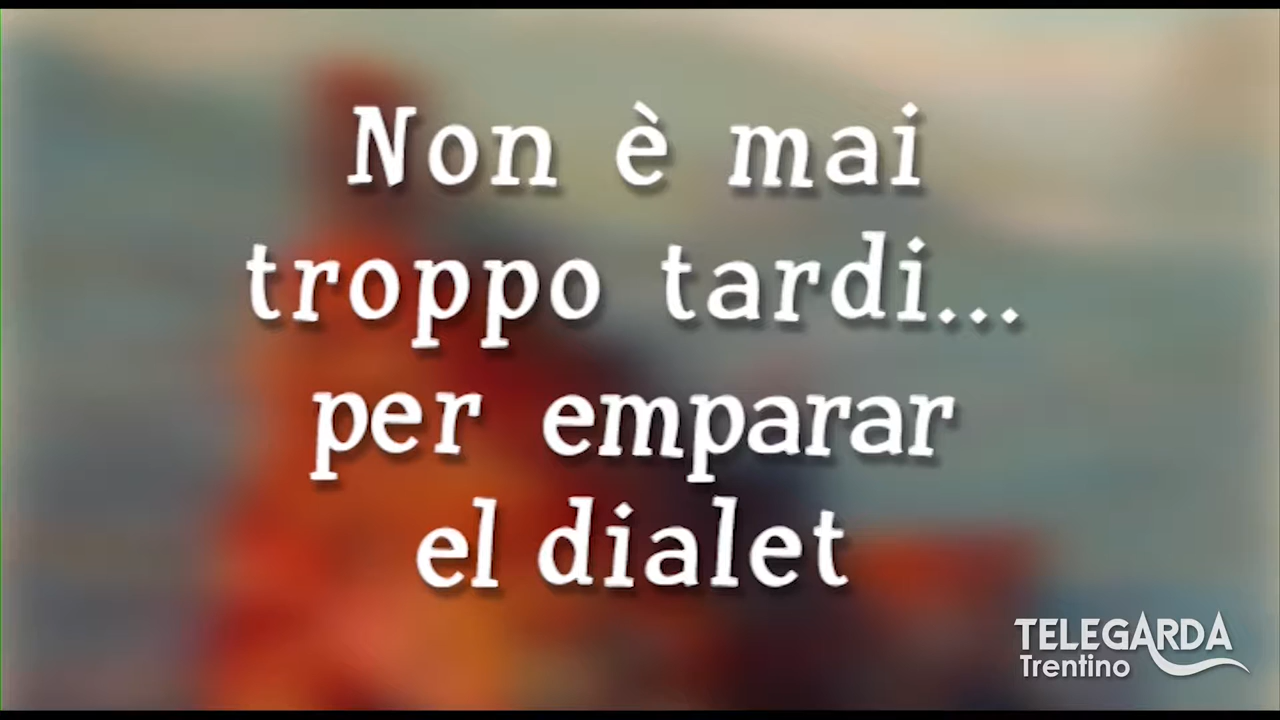 Non è mai
troppo tardi...
per emparar
el dialet
TELEGARDA
Trentino